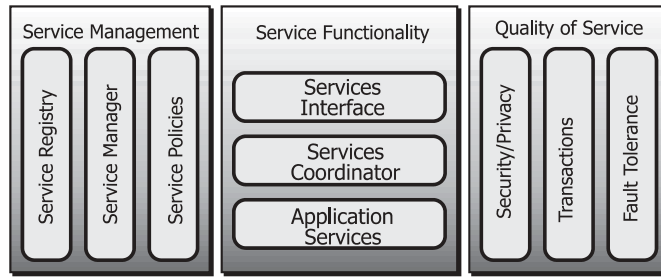 Service Management
Service Registry
Service Manager
Service Policies
Service Functionality
Services
Interface
Services
Coordinator
Application
Services
Quality of Service
Security/Privacy
Transactions
Fault Tolerance